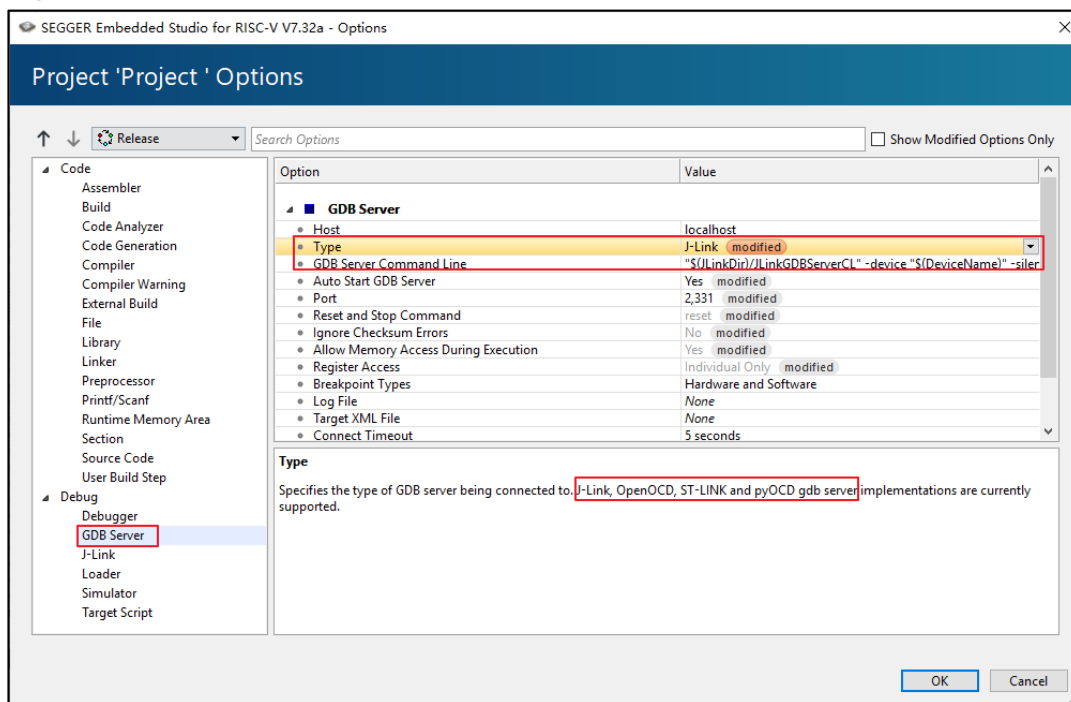 SEGGER Embedded Studio for RISC-V V7.32a - Options
Project 'Project ' Options
Release
Search Options
Show Modified Options Only
Code
Assembler
Build
Code Analyzer
Code Generation
Compiler
Compiler Warning
External Build
File
Library
Linker
Preprocessor
Printf/Scanf
Runtime Memory Area
Section
Source Code
User Build Step
Debug
Debugger
GDB Server
J-Link
Loader
Simulator
Target Script
Option Value
GDB Server
Host localhost
Type J-Link modified
GDB Server Command Line "$(JLinkDir)/JLinkGDBServerCL" -device "$(DeviceName)" -siler
Auto Start GDB Server Yes modified
Port 2,331 modified
Reset and Stop Command reset modified
Ignore Checksum Errors No modified
Allow Memory Access During Execution Yes modified
Register Access Individual Only modified
Breakpoint Types Hardware and Software
Log File None
Target XML File None
Connect Timeout 5 seconds
Type
Specifies the type of GDB server being connected to. J-Link, OpenOCD, ST-LINK and pyOCD gdb server implementations are currently
supported.
OK Cancel